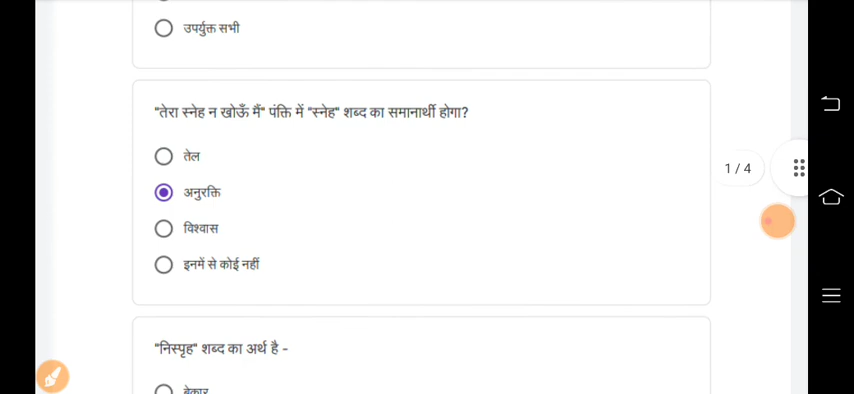 उपर्युक्त सभी
"तेरा स्नेह न खोऊँ मैं" पंक्ति में "स्नेह" शब्द का समानार्थी होगा?
तेल
1 / 4
अनुरक्ति
विश्वास
इनमें से कोई नहीं
"निस्पृह" शब्द का अर्थ है -
बेकार